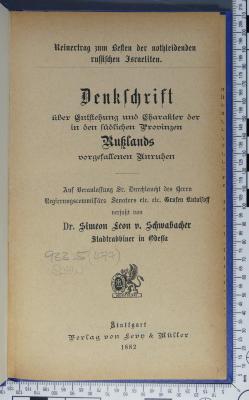 Reinertrag zum Besten der nothleidenden
russischen Israeliten.
Denkschrift
über Entstehung und Charakter der
in den südlichen Provinzen
Rußlands
vorgefallenen Unruhen
Auf Veranlassung Sr. Durchlaucht des Herrn
Regierungscommissärs Senators etc. etc. Grafen Kutaissoff
verfaßt von
Dr. Simeon Leon v. Schwabacher
Stadtrabbiner in Odessa
Stuttgart
Verlag von Levy & Müller
1882